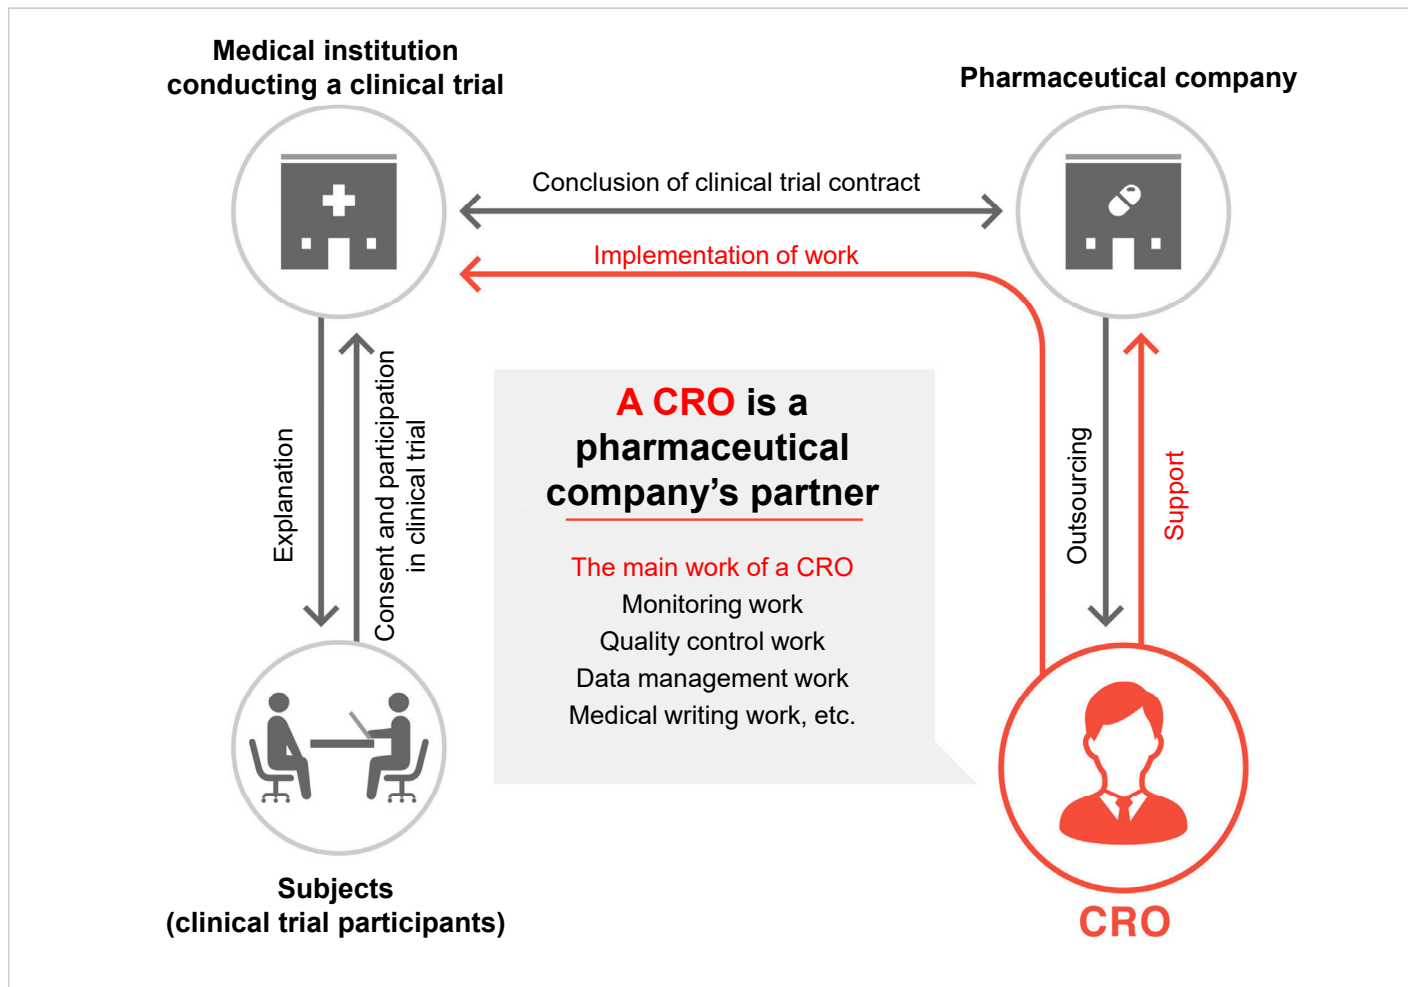 Medical institution
conducting a clinical trial
Pharmaceutical company
Conclusion of clinical trial contract
Implementation of work
Explanation
Consent and participation
in clinical trial
A CRO is a
pharmaceutical
company’s partner
The main work of a CRO
Monitoring work
Quality control work
Data management work
Medical writing work, etc.
Outsourcing
Support
Subjects
(clinical trial participants)
CRO